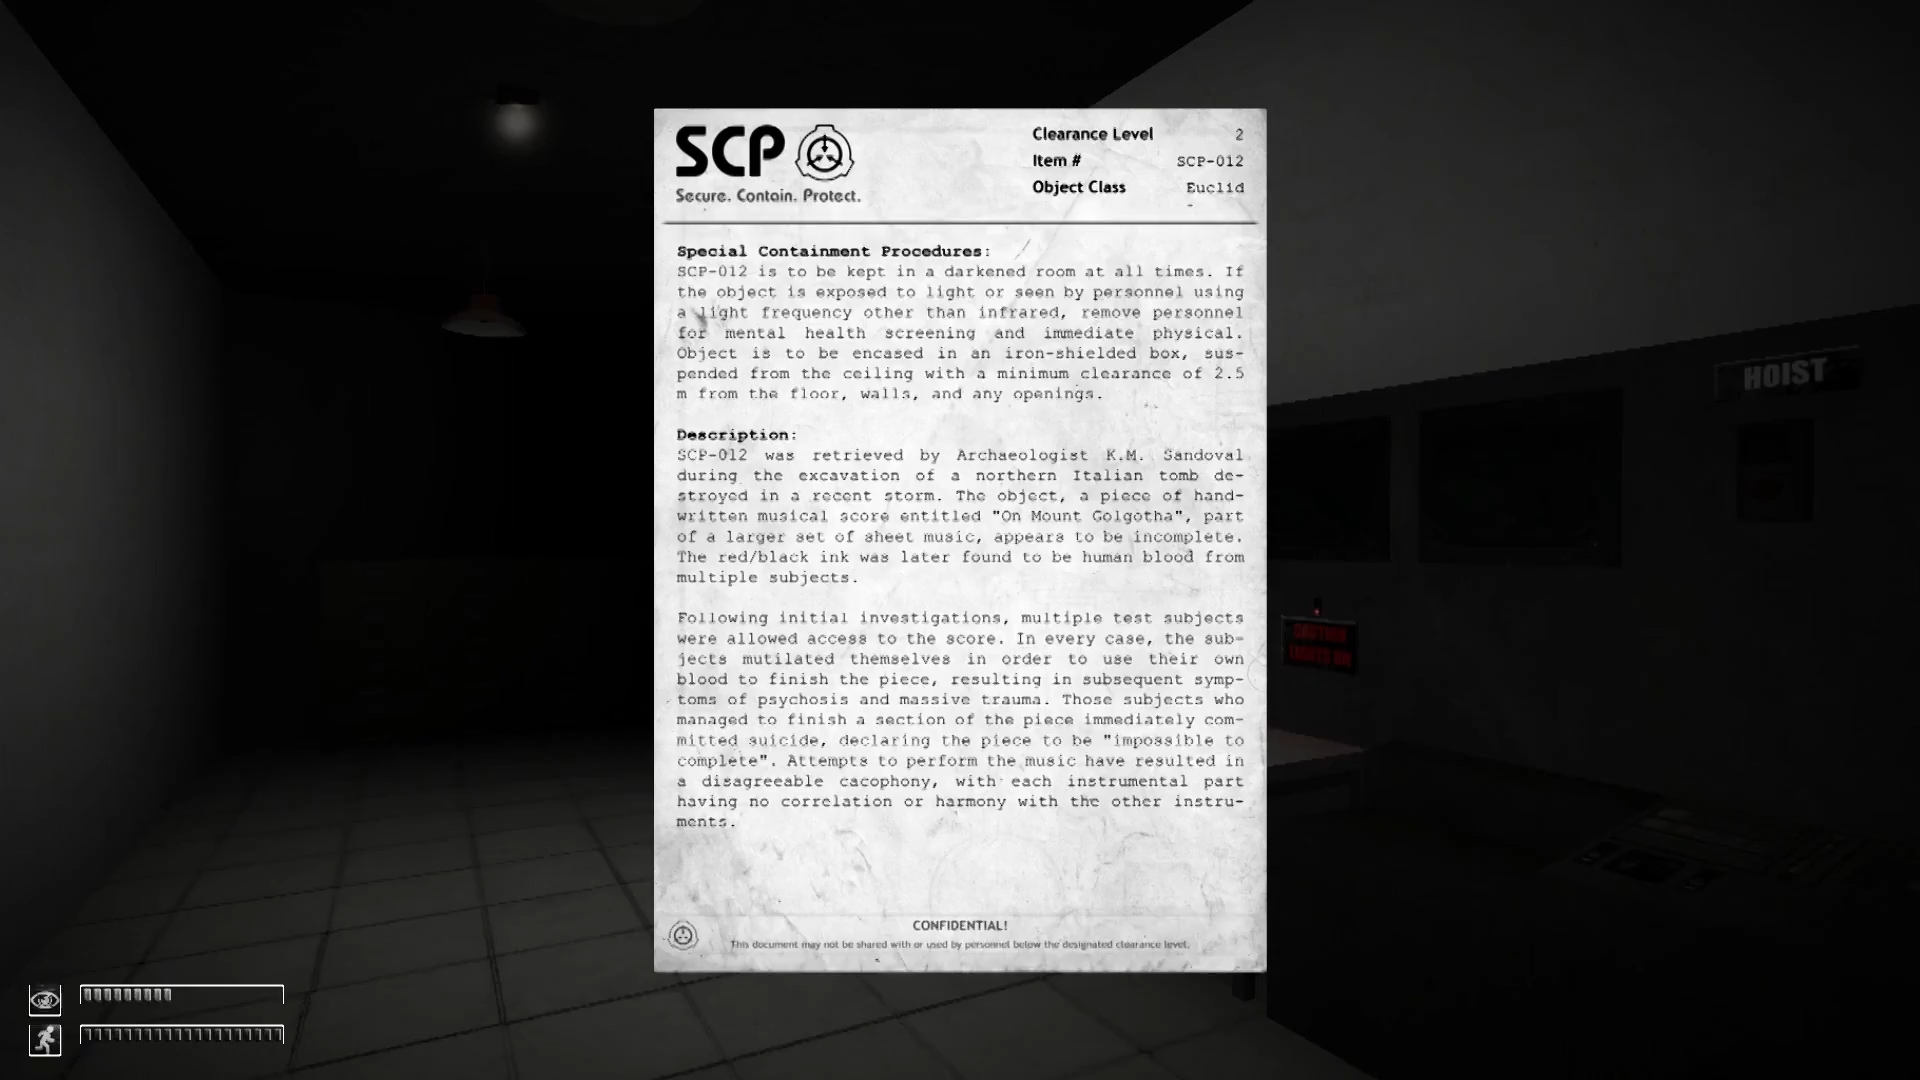 SCP
Secure. Contain. Protect.
Clearance Level 2
Item # SCP-012
Object Class Euclid
Special Containment Procedures:
SCP-012 is to be kept in a darkened room at all times. If
the object is exposed to light or seen by personnel using
a light frequency other than infrared, remove personnel
for mental health screening and immediate physical.
Object is to be encased in an iron-shielded box, sus-
pended from the ceiling with a minimum clearance of 2.5
m from the floor, walls, and any openings.
Description:
SCP-012 was retrieved by Archaeologist K.M. Sandoval
during the excavation of a northern Italian tomb de-
stroyed in a recent storm. The object, a piece of hand-
written musical score entitled "On Mount Golgotha", part
of a larger set of sheet music, appears to be incomplete.
The red/black ink was later found to be human blood from
multiple subjects.
Following initial investigations, multiple test subjects
were allowed access to the score. In every case, the sub-
jects mutilated themselves in order to use their own
blood to finish the piece, resulting in subsequent symp-
toms of psychosis and massive trauma. Those subjects who
managed to finish a section of the piece immediately com-
mitted suicide, declaring the piece to be "impossible to
complete". Attempts to perform the music have resulted in
a disagreeable cacophony, with each instrumental part
having no correlation or harmony with the other instru-
ments.
CONFIDENTIAL!
This document may not be shared with or used by personnel below the designated clearance level.
HOIST
CAUTION
LIGHTS ON